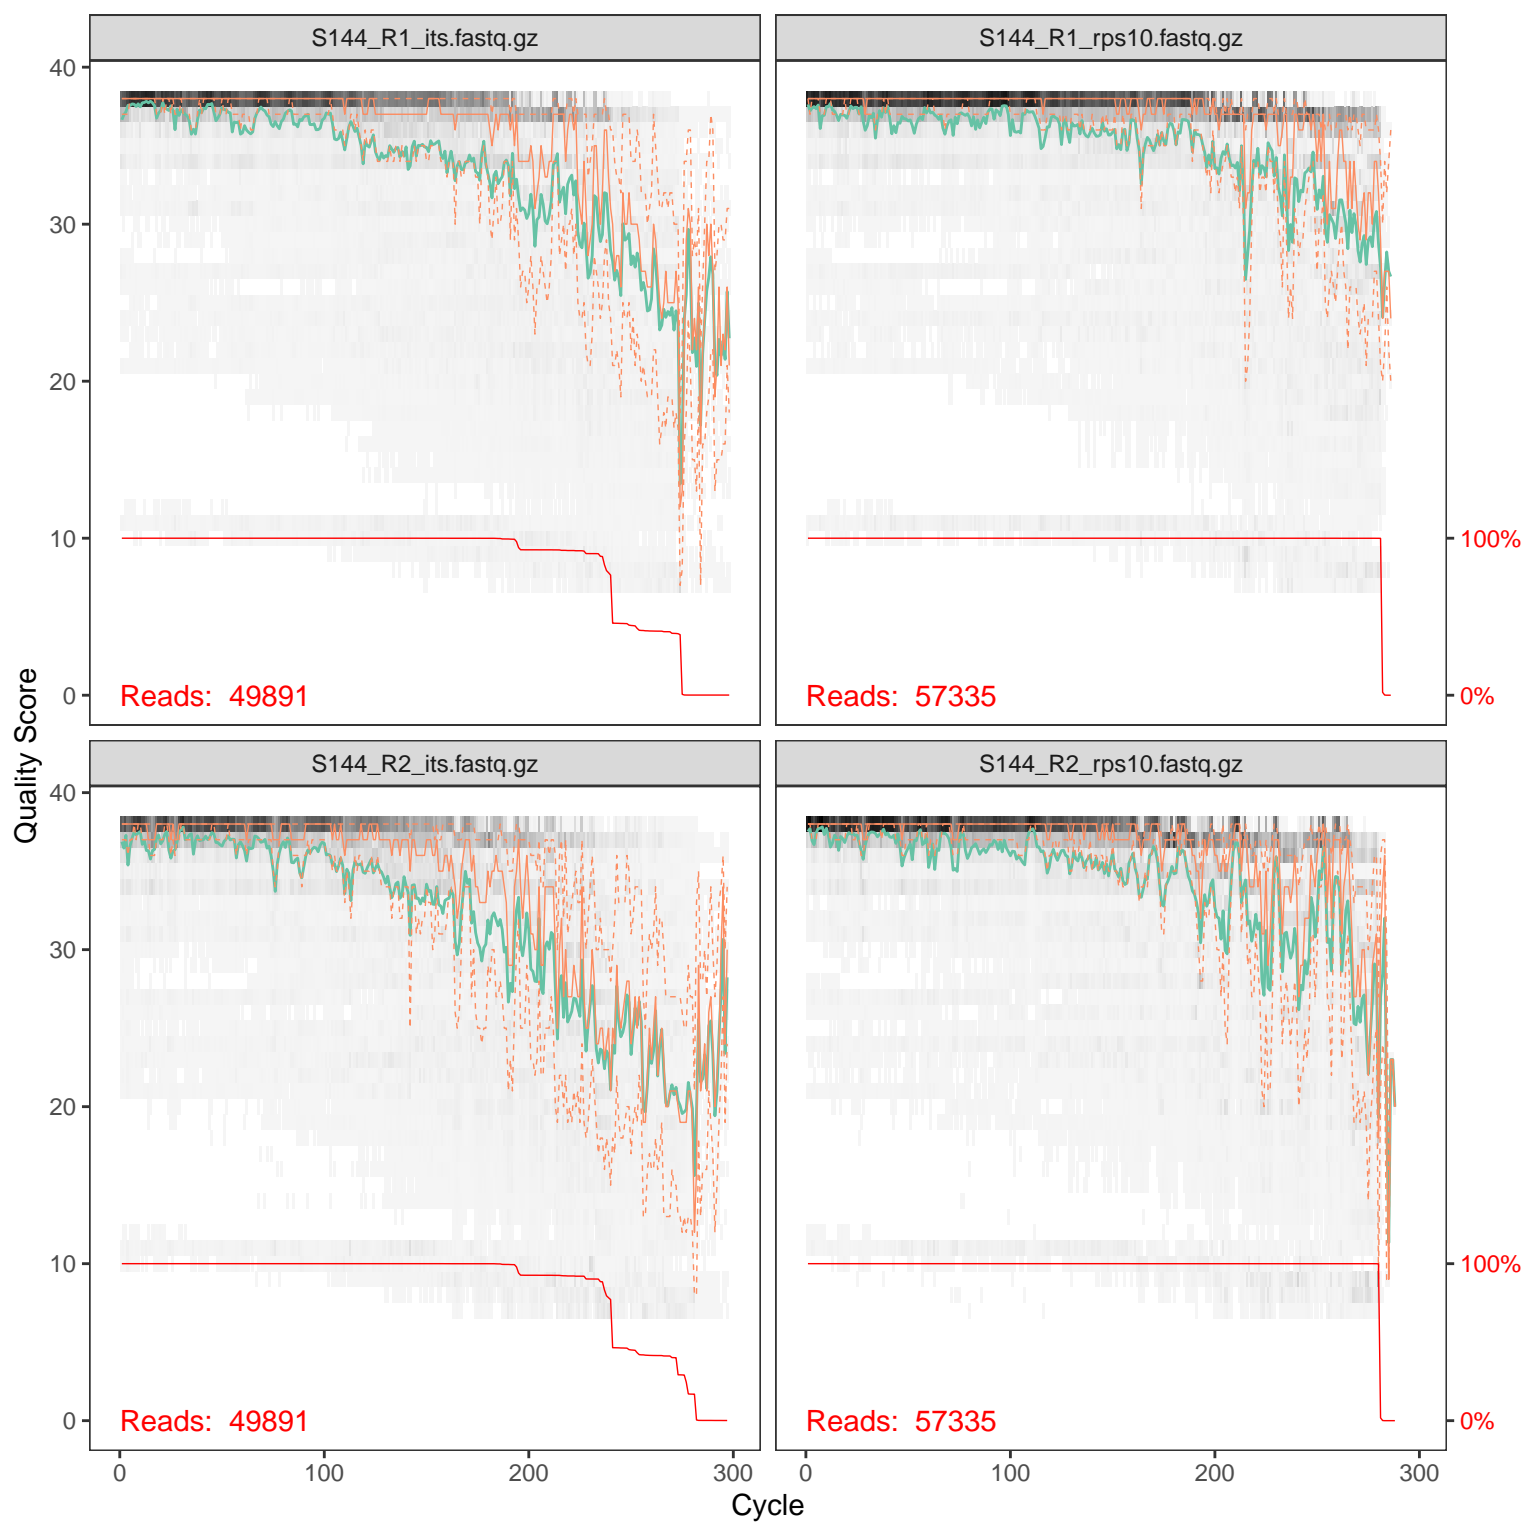 S144_R1_its.fastq.gz
S144_R1_rps10.fastq.gz
40
30
20
10
0
100%
0%
Reads: 49891
Reads: 57335
Quality Score
S144_R2_its.fastq.gz
S144_R2_rps10.fastq.gz
40
30
20
10
0
100%
0%
Reads: 49891
Reads: 57335
0 100 200 300
0 100 200 300
Cycle